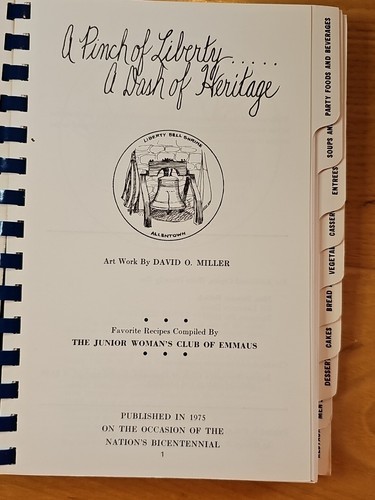 A Pinch of Liberty.....
A Dash of Heritage
LIBERTY BELL SHRINE
ALLENTOWN
Art Work By DAVID O. MILLER
Favorite Recipes Compiled By
THE JUNIOR WOMAN'S CLUB OF EMMAUS
PUBLISHED IN 1975
ON THE OCCASION OF THE
NATION'S BICENTENNIAL
1
PARTY FOODS AND BEVERAGES
SOUPS AN
ENTREES
CASSER
VEGETAL
BREAD
CAKES
DESSER